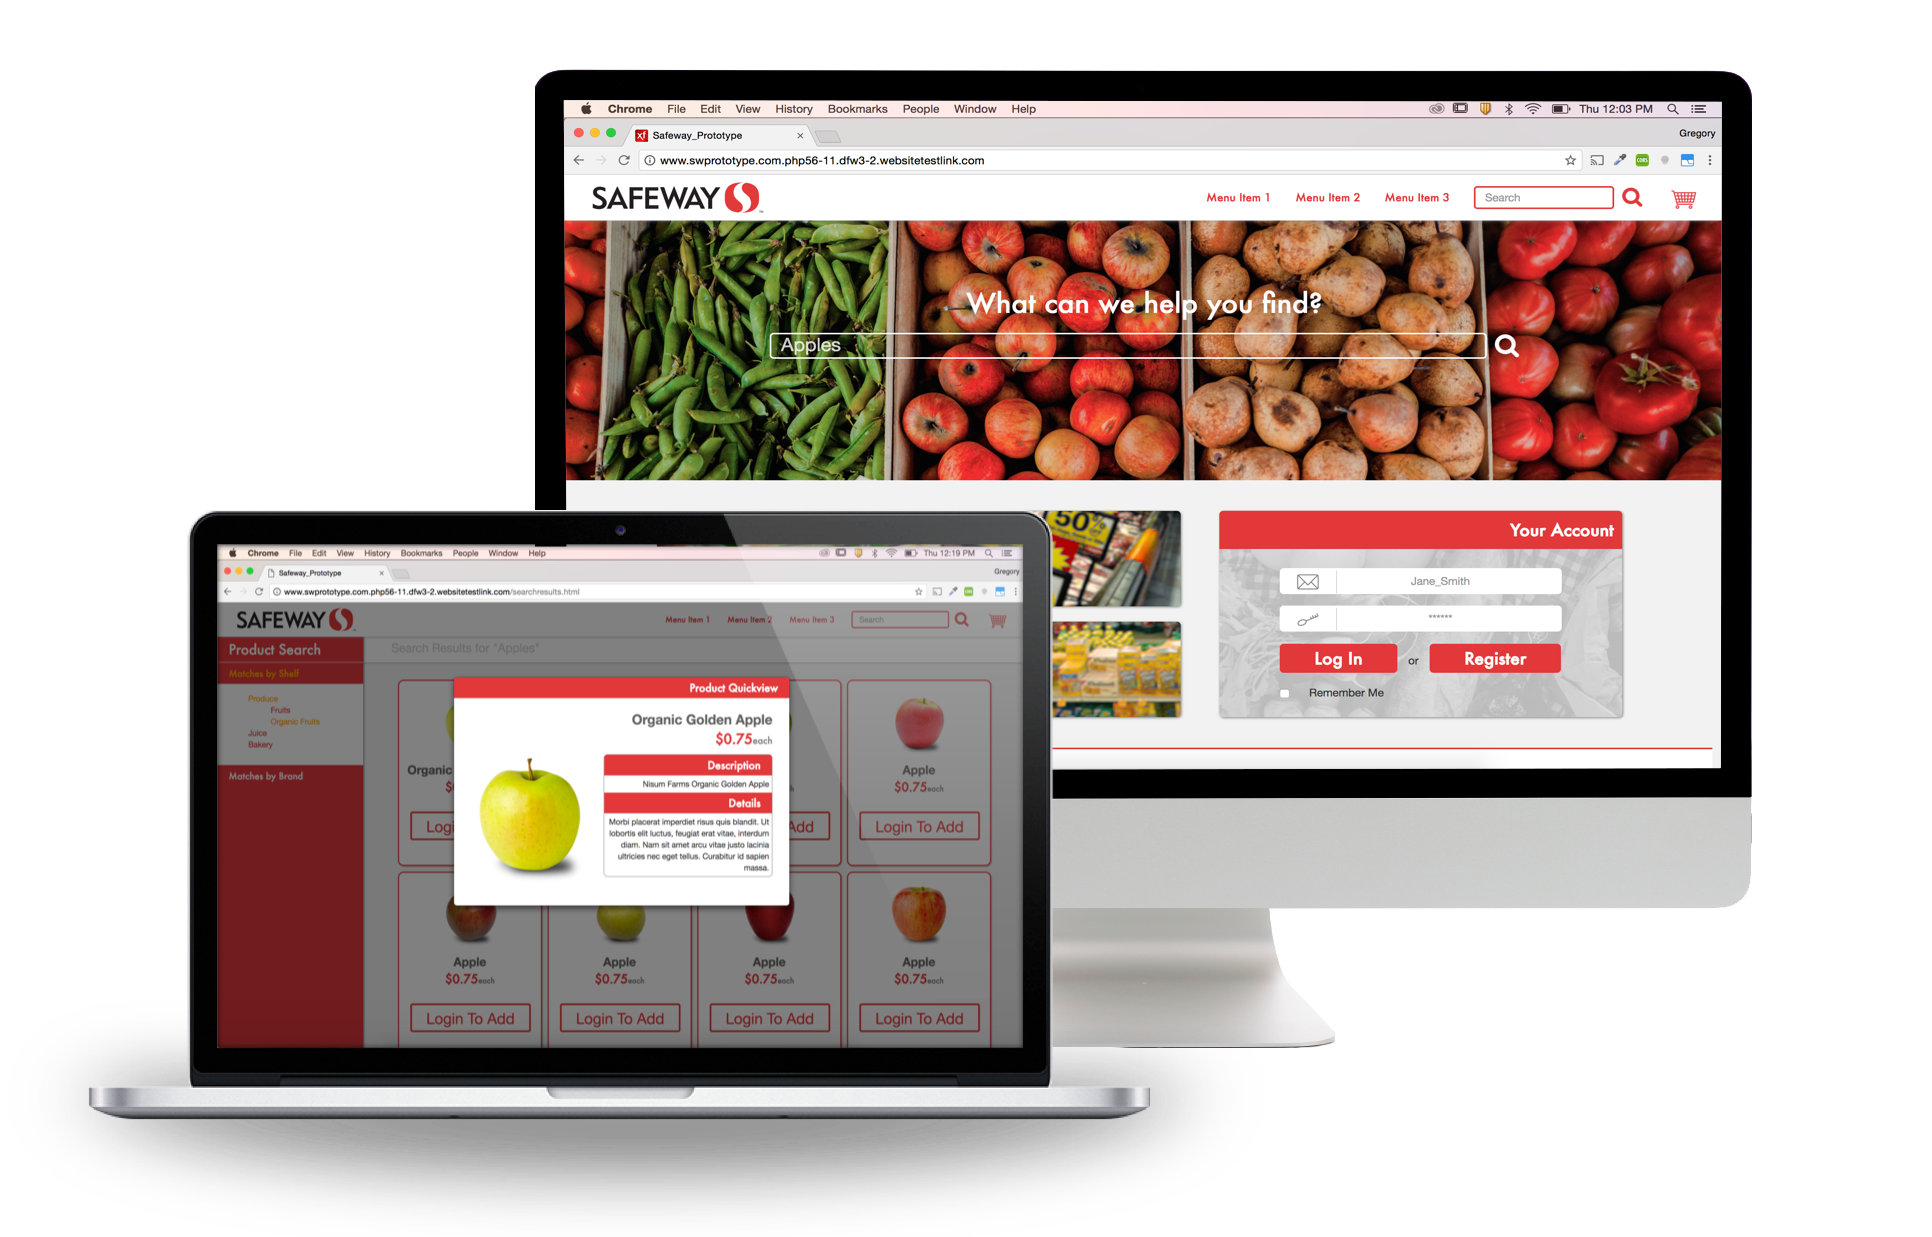 Chrome File Edit View History Bookmarks People Window Help Thu 12:03 PM
Safeway_Prototype × Gregory
www.swprototype.com.php56-11.dfw3-2.websitetestlink.com
SAFEWAY Menu Item 1 Menu Item 2 Menu Item 3 Search
What can we help you find?
Apples
50%
Your Account
Jane_Smith
******
Log In or Register
Remember Me
Chrome File Edit View History Bookmarks People Window Help Thu 12:19 PM
Safeway_Prototype × Gregory
www.swprototype.com.php56-11.dfw3-2.websitetestlink.com/searchresults.html
SAFEWAY Menu Item 1 Menu Item 2 Menu Item 3 Search
Product Search
Search Results for "Apples"
Matches by Shelf
Produce
Fruits
Organic Fruits
Juice
Bakery
Matches by Brand
Product Quickview
Organic Golden Apple
$0.75each
Description
Nisum Farms Organic Golden Apple
Details
Morbi placerat imperdiet risus quis blandit. Ut
lobortis elit luctus, feugiat erat vitae, interdum
diam. Nam sit amet arcu vitae justo lacinia
ultricies nec eget tellus. Curabitur id sapien
massa.
Organic
$
Log
Add
Apple
$0.75each
Login To Add
Apple Apple Apple Apple
$0.75each $0.75each $0.75each $0.75each
Login To Add Login To Add Login To Add Login To Add